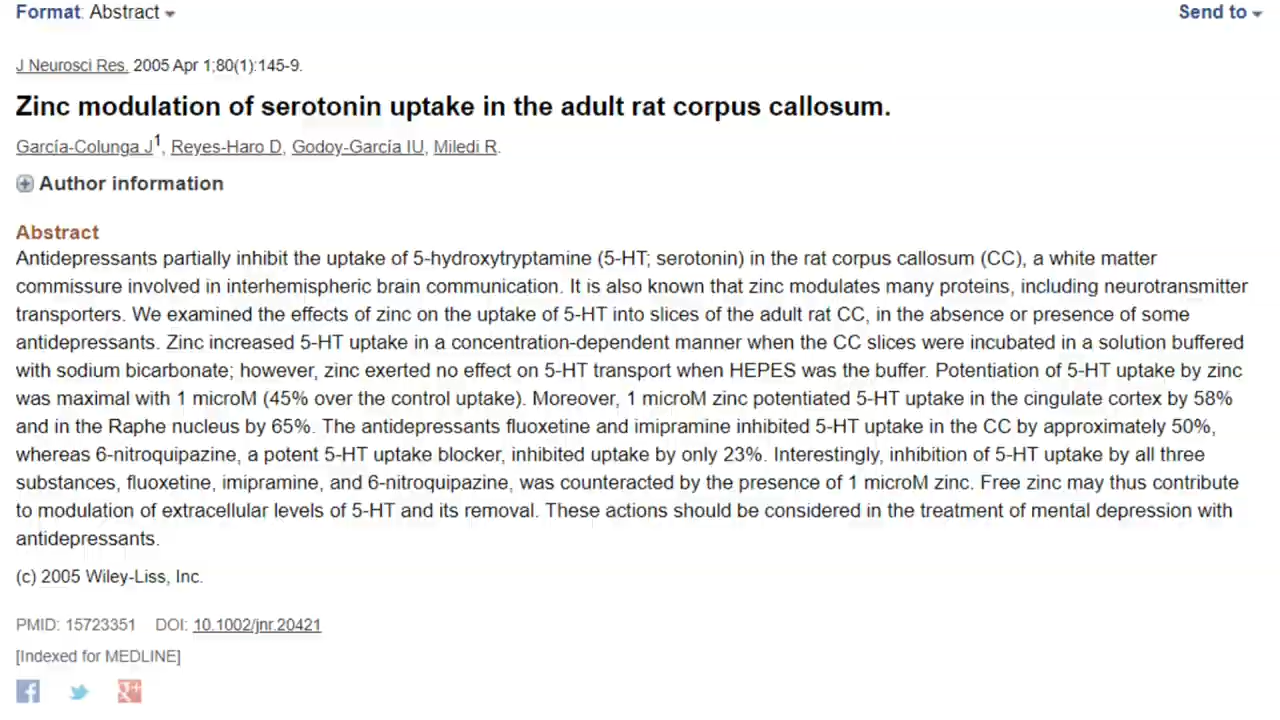 Format: Abstract Send to
J Neurosci Res. 2005 Apr 1;80(1):145-9.
Zinc modulation of serotonin uptake in the adult rat corpus callosum.
García-Colunga J1, Reyes-Haro D, Godoy-García IU, Miledi R.
Author information
Abstract
Antidepressants partially inhibit the uptake of 5-hydroxytryptamine (5-HT; serotonin) in the rat corpus callosum (CC), a white matter
commissure involved in interhemispheric brain communication. It is also known that zinc modulates many proteins, including neurotransmitter
transporters. We examined the effects of zinc on the uptake of 5-HT into slices of the adult rat CC, in the absence or presence of some
antidepressants. Zinc increased 5-HT uptake in a concentration-dependent manner when the CC slices were incubated in a solution buffered
with sodium bicarbonate; however, zinc exerted no effect on 5-HT transport when HEPES was the buffer. Potentiation of 5-HT uptake by zinc
was maximal with 1 microM (45% over the control uptake). Moreover, 1 microM zinc potentiated 5-HT uptake in the cingulate cortex by 58%
and in the Raphe nucleus by 65%. The antidepressants fluoxetine and imipramine inhibited 5-HT uptake in the CC by approximately 50%,
whereas 6-nitroquipazine, a potent 5-HT uptake blocker, inhibited uptake by only 23%. Interestingly, inhibition of 5-HT uptake by all three
substances, fluoxetine, imipramine, and 6-nitroquipazine, was counteracted by the presence of 1 microM zinc. Free zinc may thus contribute
to modulation of extracellular levels of 5-HT and its removal. These actions should be considered in the treatment of mental depression with
antidepressants.
(c) 2005 Wiley-Liss, Inc.
PMID: 15723351 DOI: 10.1002/jnr.20421
[Indexed for MEDLINE]